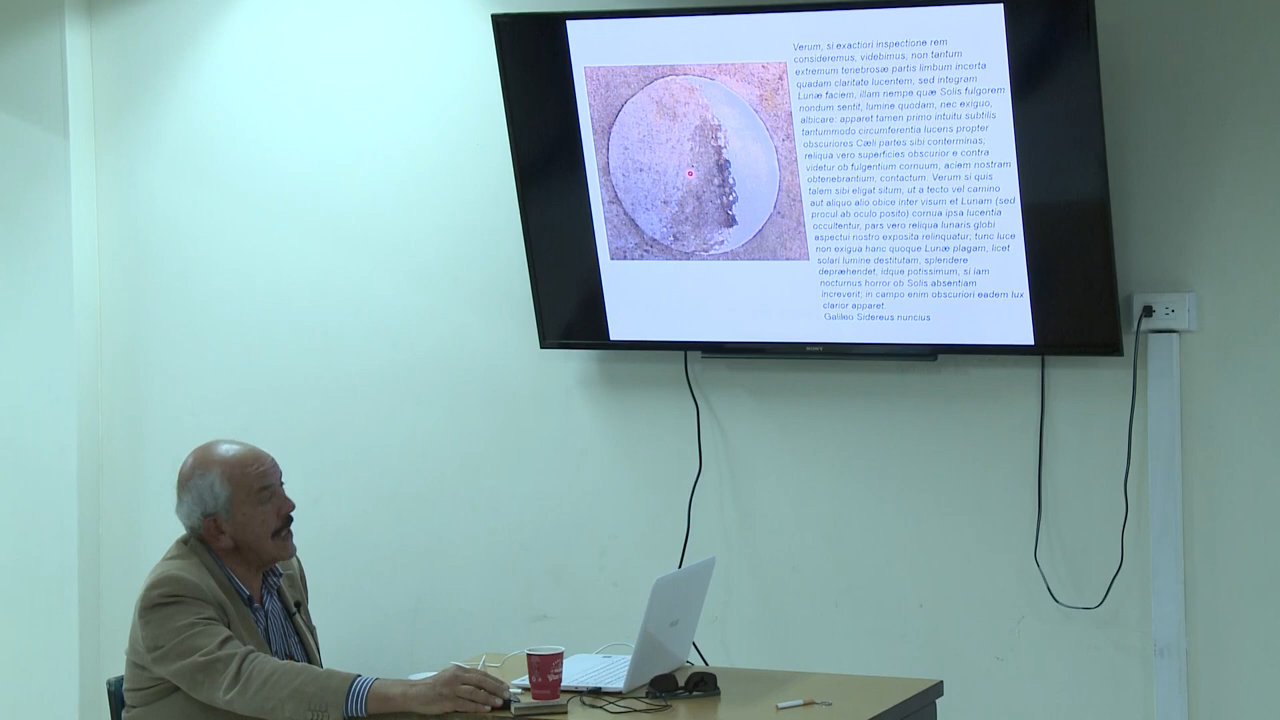 Verum, si exactiori inspectione rem
consideremus, videbimus, non tantum
extremum tenebrosæ partis limbum incerta
quadam claritate lucentem, sed integram
Lunæ faciem, illam nempe quæ Solis fulgorem
nondum sentit, lumine quodam, nec exiguo,
albicare: apparet tamen primo intuitu subtilis
tantummodo circumferentia lucens propter
obscuriores Cæli partes sibi conterminas;
reliqua vero superficies obscurior e contra
videtur ob fulgentium cornuum, aciem nostram
obtenebrantium, contactum. Verum si quis
talem sibi eligat situm, ut a tecto vel camino
aut aliquo alio obice inter visum et Lunam (sed
procul ab oculo posito) cornua ipsa lucentia
occultentur, pars vero reliqua lunaris globi
aspectui nostro exposita relinquatur; tunc luce
non exigua hanc quoque Lunæ plagam, licet
solari lumine destitutam, splendere
depræhendet, idque potissimum, si iam
nocturnus horror ob Solis absentiam
increverit; in campo enim obscuriori eadem lux
clarior apparet.
Galileo Sidereus nuncius
SONY